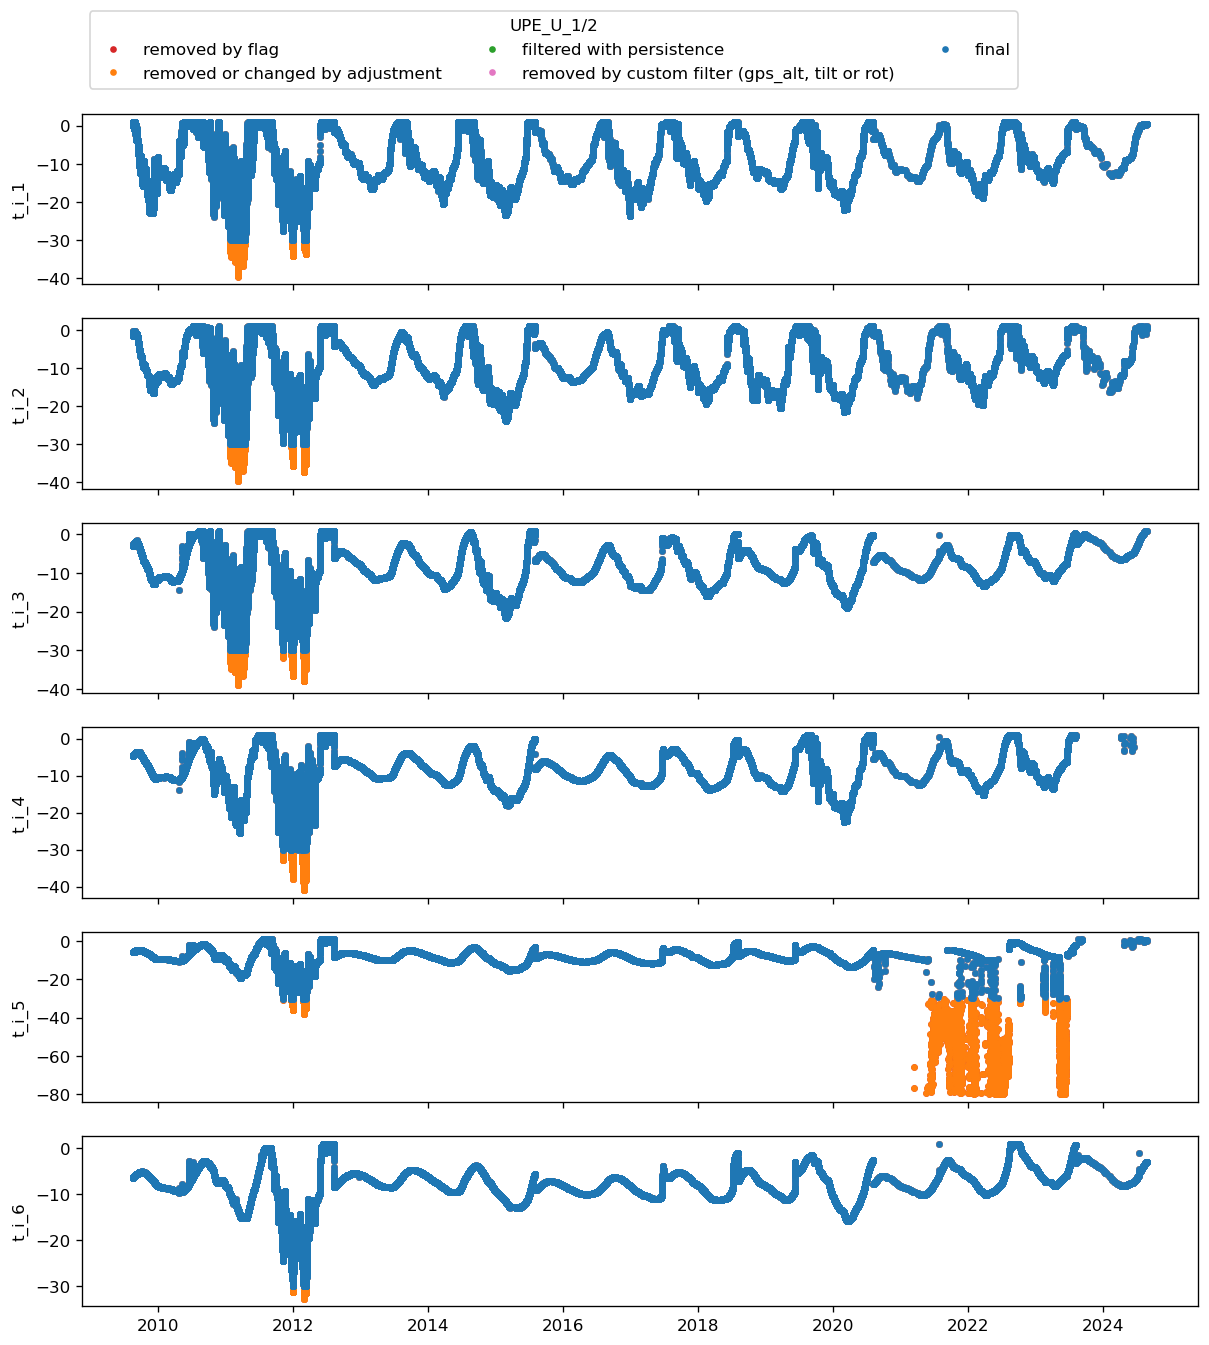 UPE_U_1/2
removed by flag
filtered with persistence
final
removed or changed by adjustment
removed by custom filter (gps_alt, tilt or rot)
t_i_1
0
−10
−20
−30
−40
t_i_2
0
−10
−20
−30
−40
t_i_3
0
−10
−20
−30
−40
t_i_4
0
−10
−20
−30
−40
t_i_5
0
−20
−40
−60
−80
t_i_6
0
−10
−20
−30
2010 2012 2014 2016 2018 2020 2022 2024